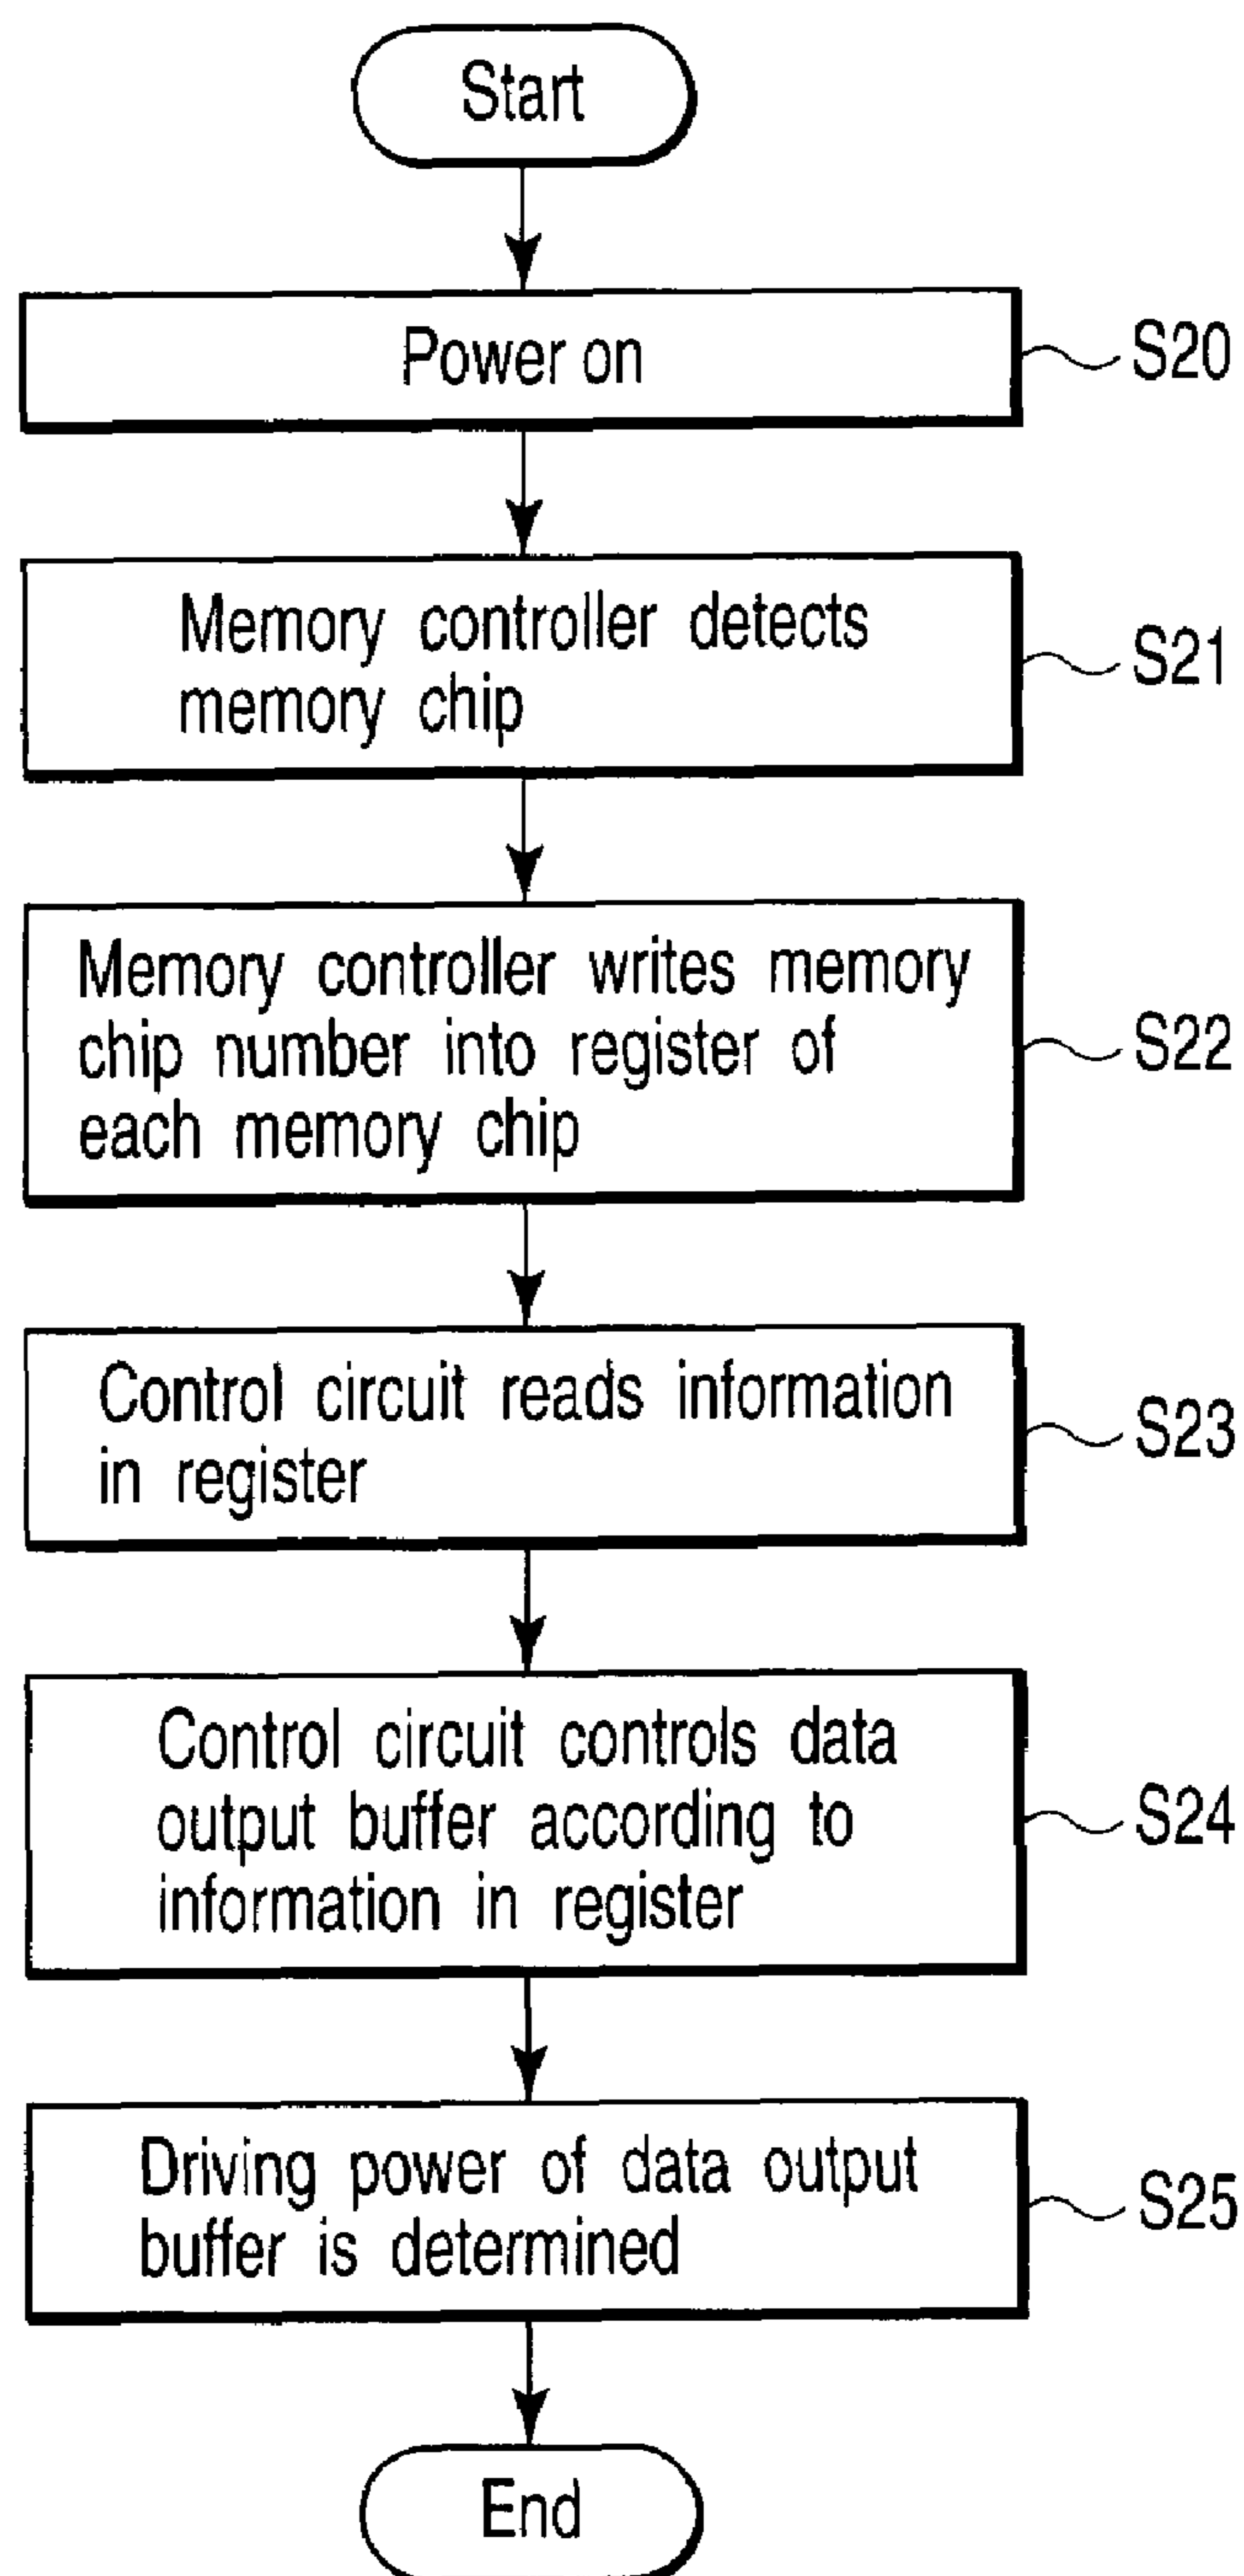 Start
Power on
S20
Memory controller detects
memory chip
S21
Memory controller writes memory
chip number into register of
each memory chip
S22
Control circuit reads information
in register
S23
Control circuit controls data
output buffer according to
information in register
S24
Driving power of data output
buffer is determined
S25
End